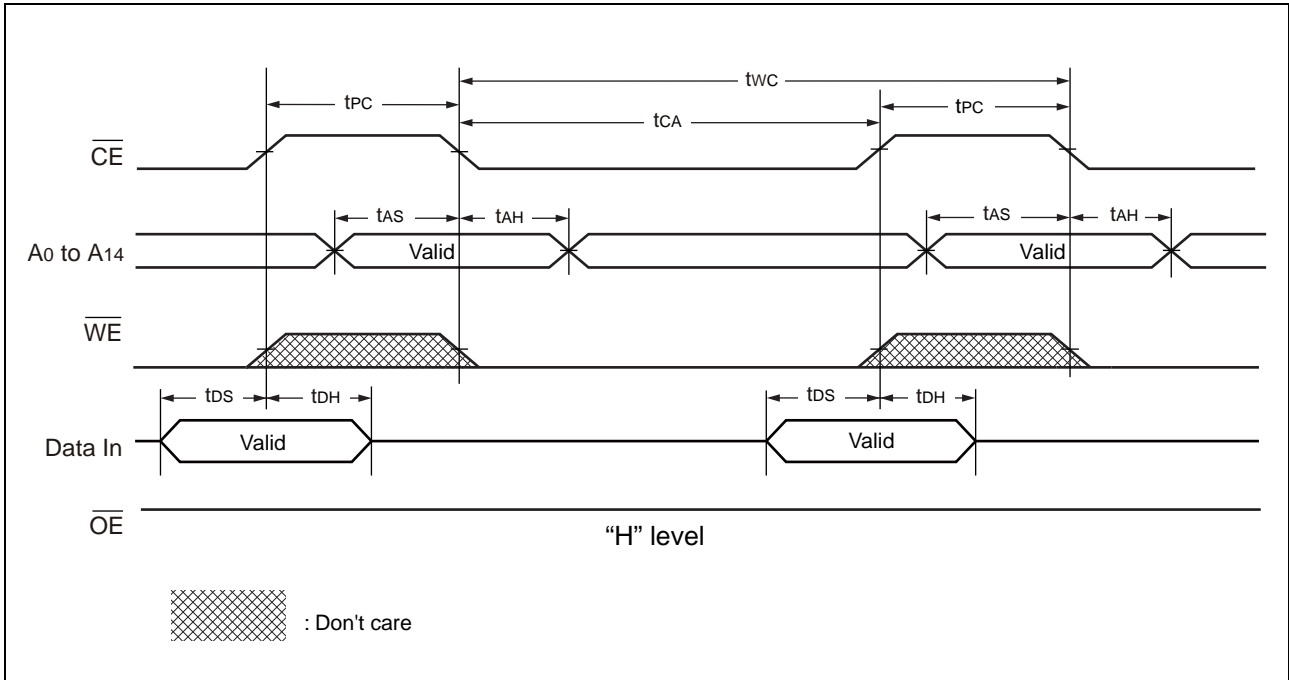 tWC
tPC
tPC
tCA
CE
tAS
tAH
tAS
tAH
A0 to A14
Valid
Valid
WE
tDS
tDH
tDS
tDH
Data In
Valid
Valid
OE
“H” level
: Don't care